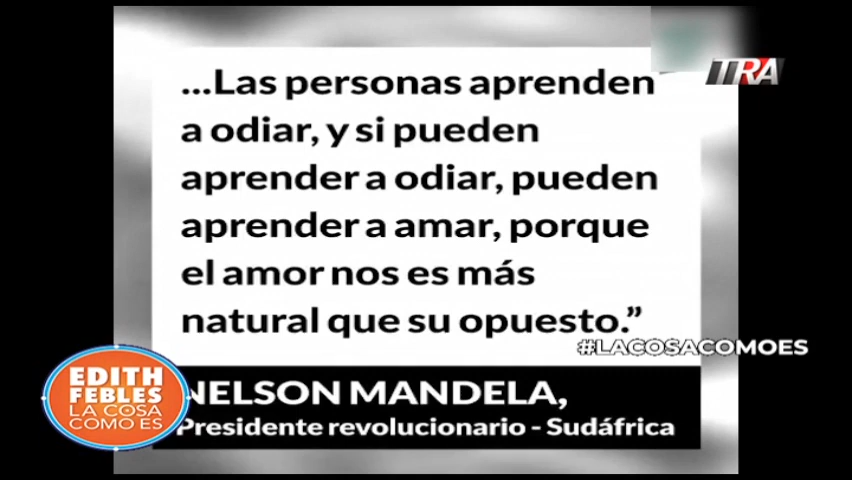 TRA
...Las personas aprenden
a odiar, y si pueden
aprender a odiar, pueden
aprender a amar, porque
el amor nos es más
natural que su opuesto.”
#LACOSACOMOES
NELSON MANDELA,
Presidente revolucionario - Sudáfrica
EDITH
FEBLES
LA COSA
COMO ES